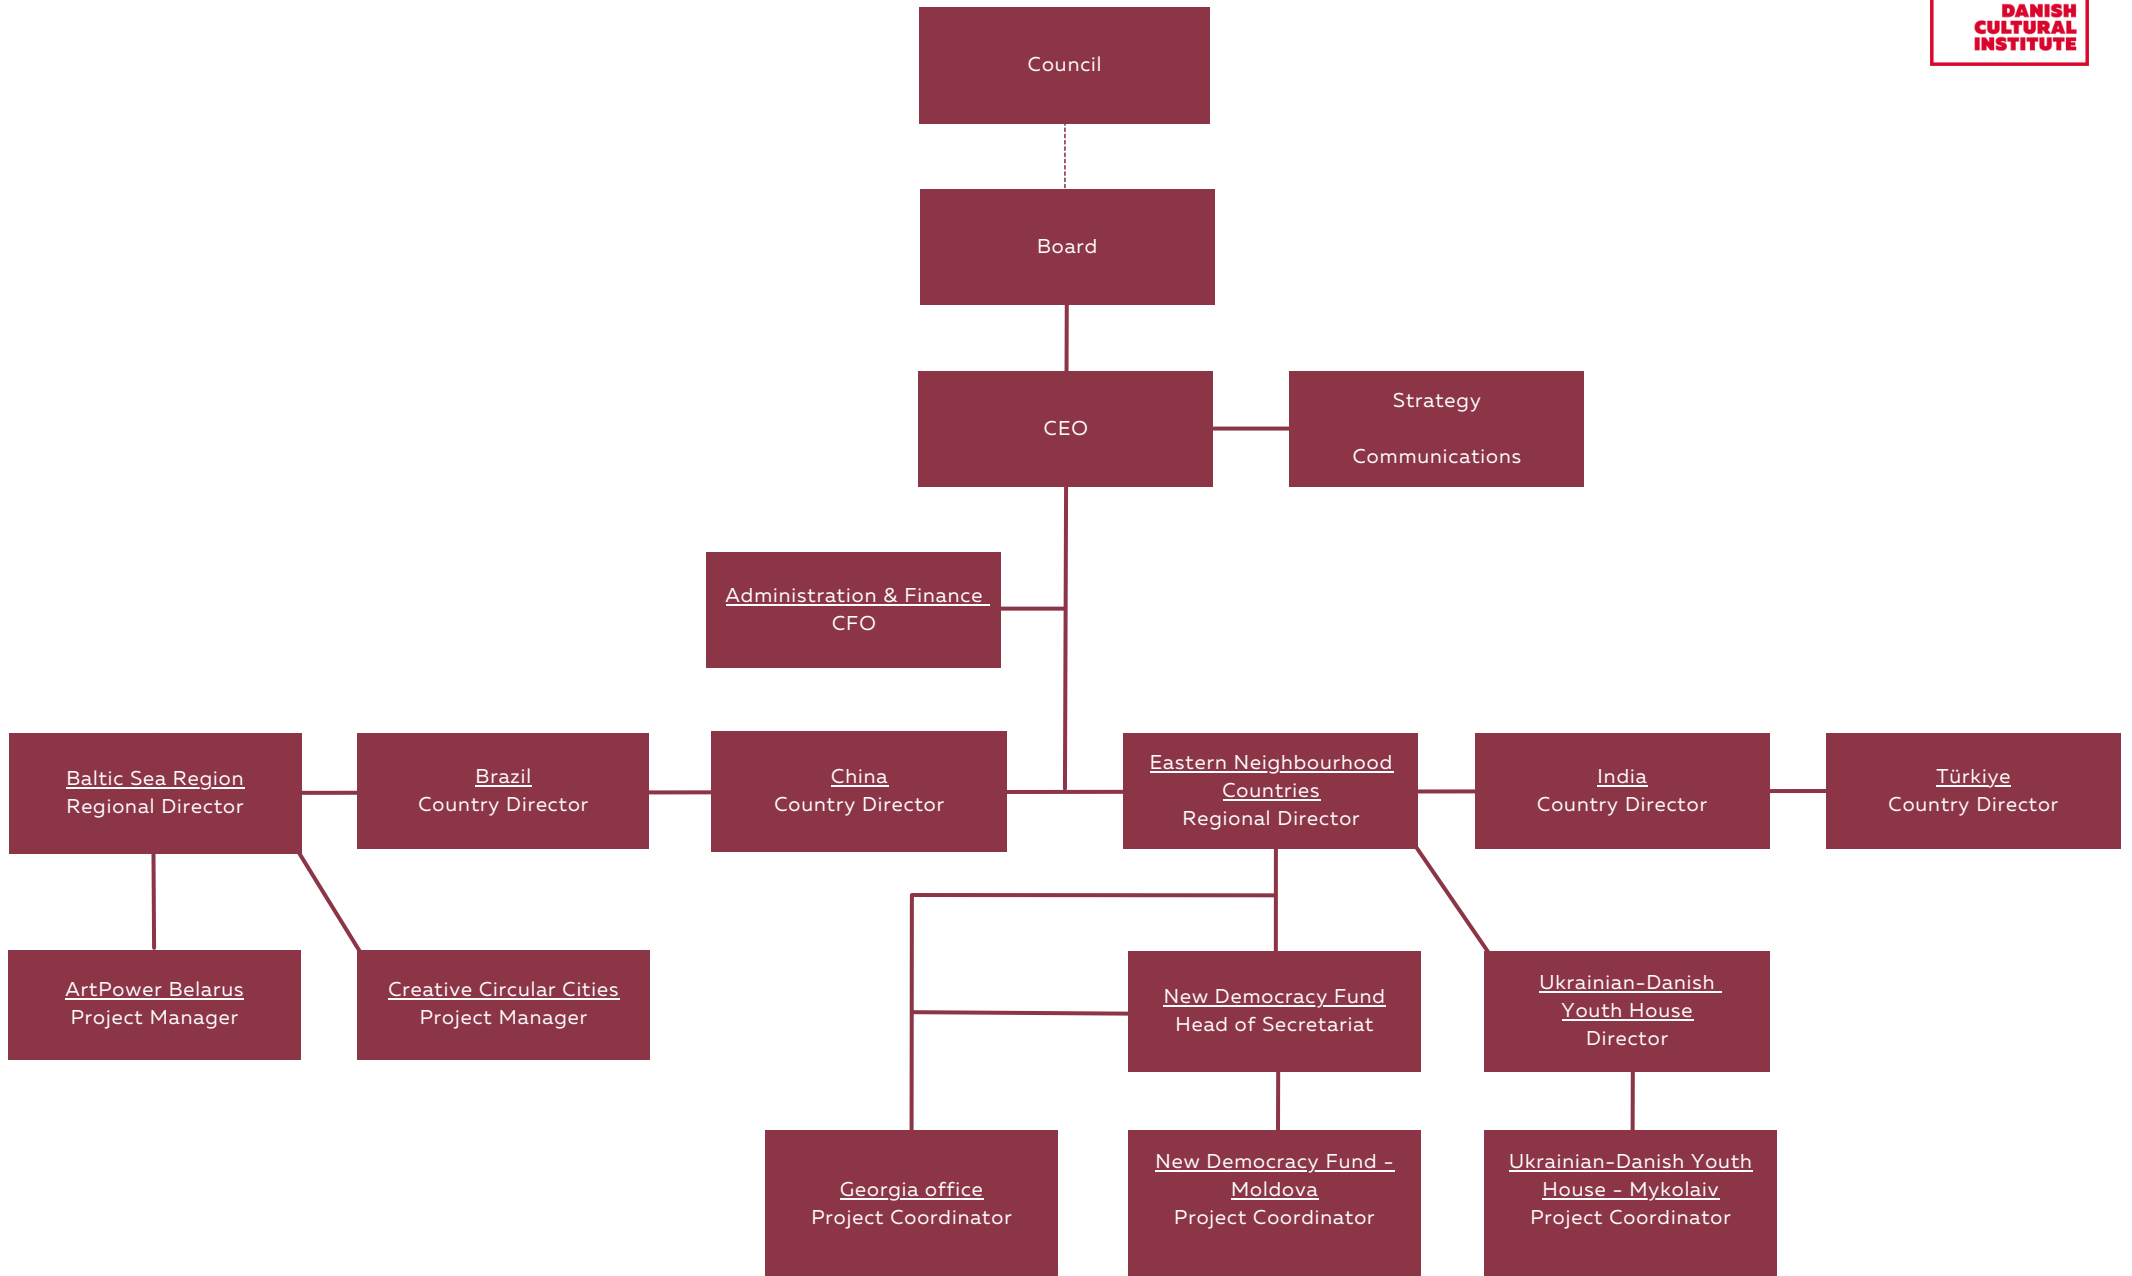 DANISH
CULTURAL
INSTITUTE
Council
Board
CEO
Strategy
Communications
Administration & Finance
CFO
Baltic Sea Region
Regional Director
Brazil
Country Director
China
Country Director
Eastern Neighbourhood
Countries
Regional Director
India
Country Director
Türkiye
Country Director
ArtPower Belarus
Project Manager
Creative Circular Cities
Project Manager
New Democracy Fund
Head of Secretariat
Ukrainian-Danish
Youth House
Director
Georgia office
Project Coordinator
New Democracy Fund -
Moldova
Project Coordinator
Ukrainian-Danish Youth
House - Mykolaiv
Project Coordinator